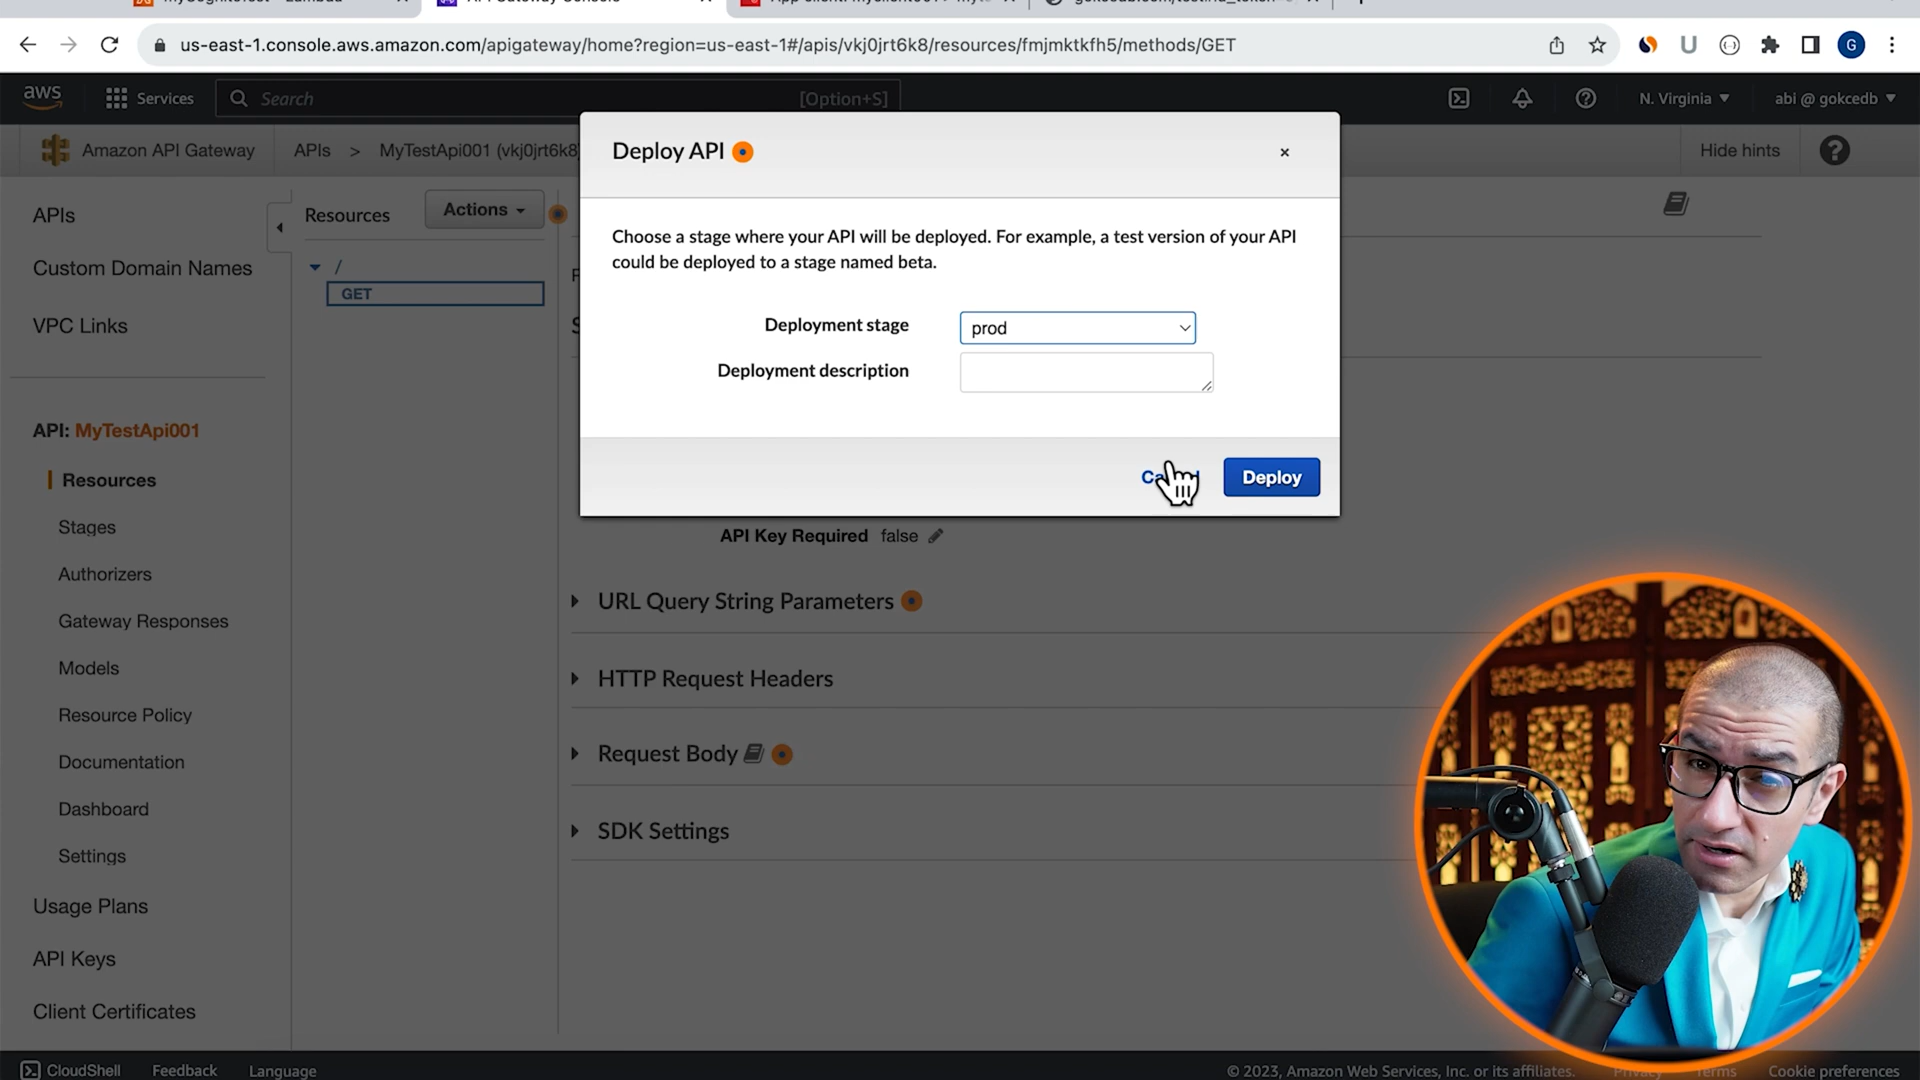 us-east-1.console.aws.amazon.com/apigateway/home?region=us-east-1#/apis/vkj0jrt6k8/resources/fmjmktkfh5/methods/GET
G
aws
Services
Search
[Option+S]
N. Virginia
abi @ gokcedb
Amazon API Gateway
APIs
>
MyTestApi001 (vkj0jrt6k8
Hide hints
?
APIs
Custom Domain Names
VPC Links
API: MyTestApi001
Resources
Stages
Authorizers
Gateway Responses
Models
Resource Policy
Documentation
Dashboard
Settings
Usage Plans
API Keys
Client Certificates
Resources
Actions
/
GET
Deploy API
×
Choose a stage where your API will be deployed. For example, a test version of your API
could be deployed to a stage named beta.
Deployment stage
prod
Deployment description
Deploy
API Key Required
false
URL Query String Parameters
HTTP Request Headers
Request Body
SDK Settings
CloudShell
Feedback
Language
© 2023, Amazon Web Services, Inc. or its affiliates.
Privacy
Terms
Cookie preferences